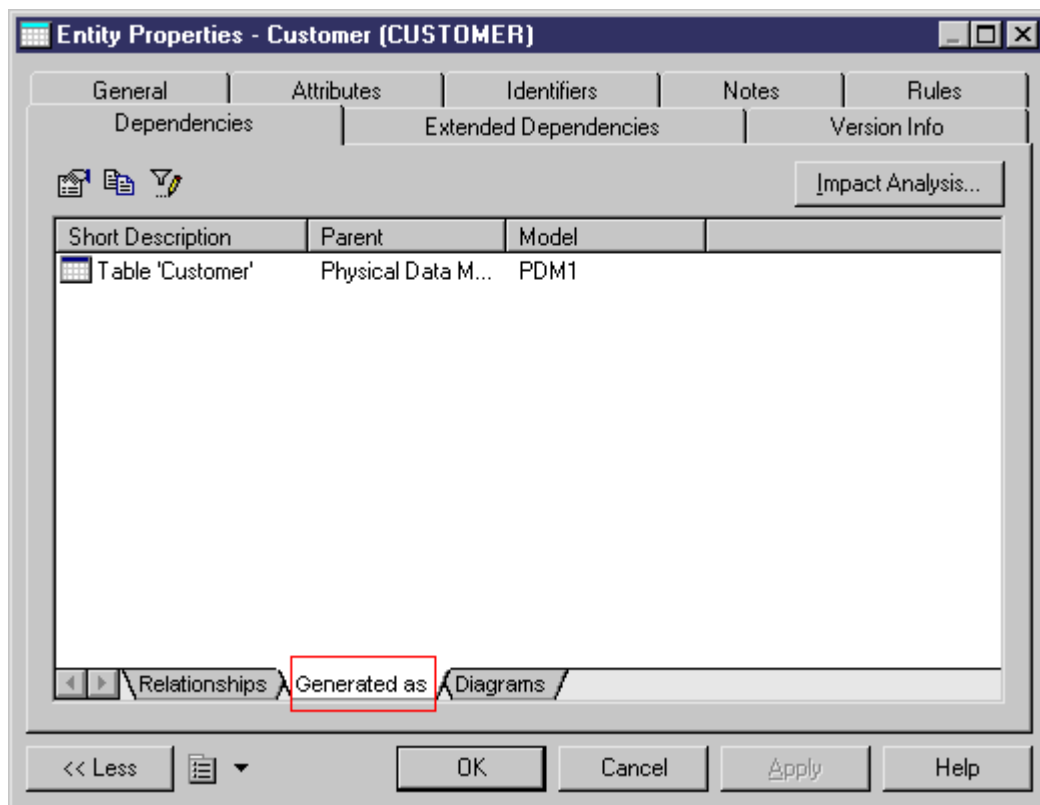 Entity Properties - Customer (CUSTOMER)
General Attributes Identifiers Notes Rules
Dependencies Extended Dependencies Version Info
Impact Analysis...
Short Description Parent Model
Table 'Customer' Physical Data M... PDM1
Relationships Generated as Diagrams
<< Less OK Cancel Apply Help